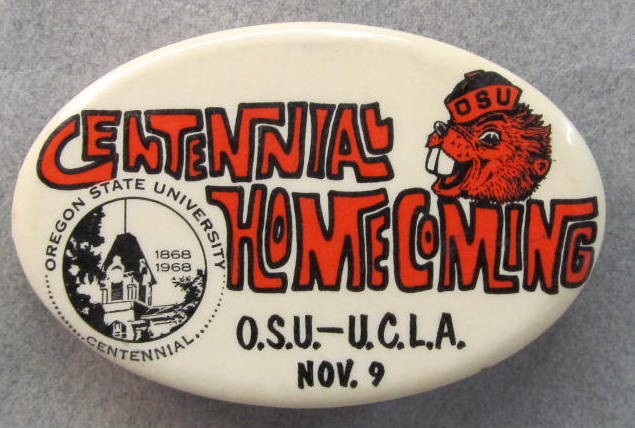 CENTENNIAL
HOMECOMING
OSU
OREGON STATE UNIVERSITY
1868
1968
CENTENNIAL
O.S.U.—U.C.L.A.
NOV. 9